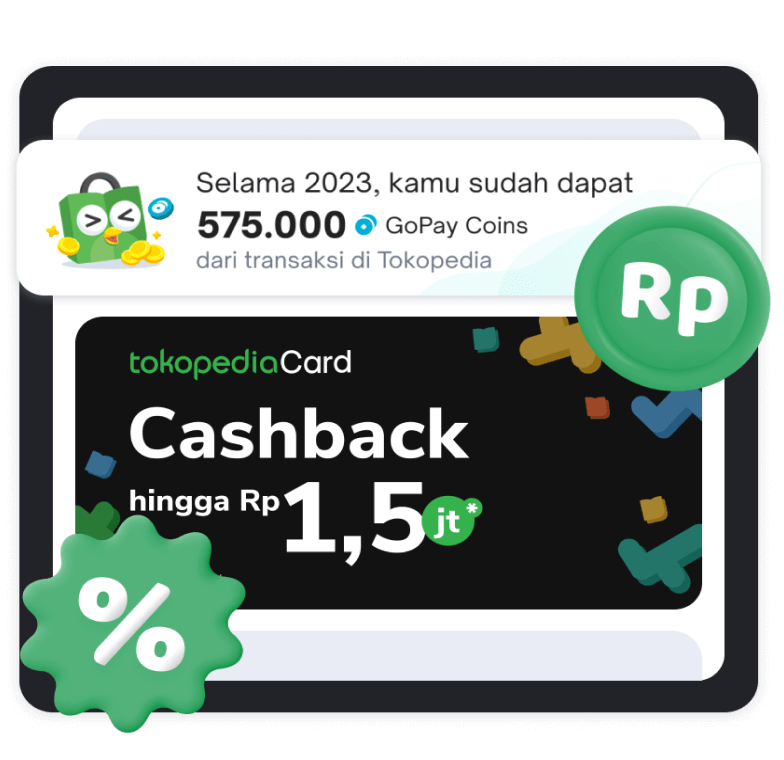 Selama 2023, kamu sudah dapat
575.000 GoPay Coins
dari transaksi di Tokopedia
Rp
tokopediaCard
Cashback
hingga Rp 1,5 jt*
%